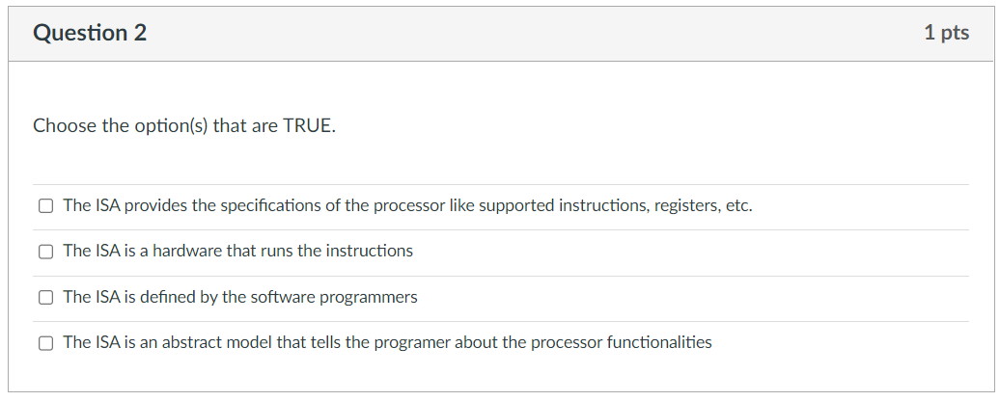 Question 2
1 pts
Choose the option(s) that are TRUE.
The ISA provides the specifications of the processor like supported instructions, registers, etc.
The ISA is a hardware that runs the instructions
The ISA is defined by the software programmers
The ISA is an abstract model that tells the programer about the processor functionalities